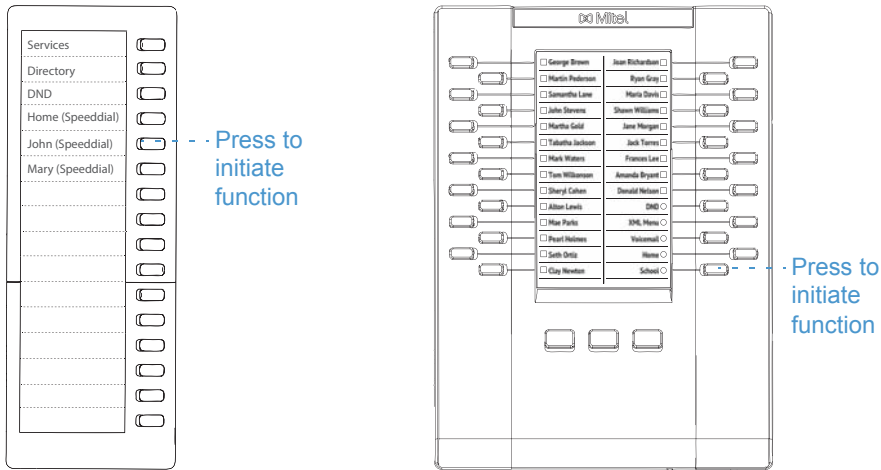 Services
Directory
DND
Home (Speeddial)
John (Speeddial)
Mary (Speeddial)
Press to
initiate
function
Mitel
George Brown Joan Richardson
Martin Pederson Ryan Gray
Samantha Lane Maria Davis
John Stevens Shawn Williams
Martha Gold Jane Morgan
Tabatha Jackson Jack Torres
Mark Waters Frances Lee
Tom Wilkonson Amanda Bryant
Sheryl Cohen Donald Nelson
Alton Lewis DND
Mae Parks XML Menu
Pearl Holmes Voicemail
Seth Ortiz Home
Clay Newton School
Press to
initiate
function